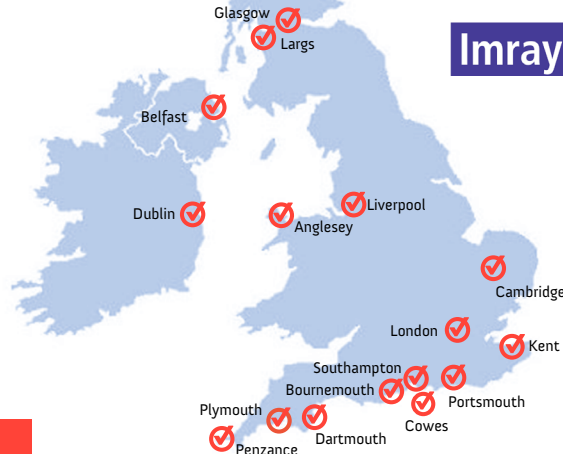 Glasgow
Largs
Imray
Belfast
Dublin
Anglesey
Liverpool
Cambridge
London
Kent
Southampton
Bournemouth
Portsmouth
Plymouth
Cowes
Dartmouth
Penzance